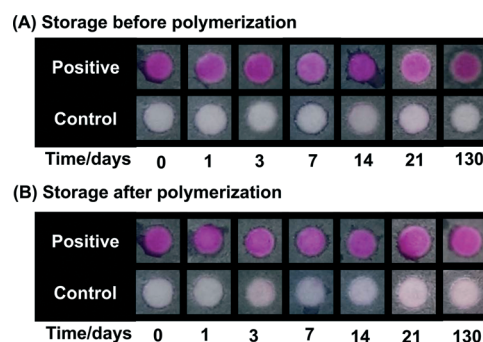 (A) Storage before polymerization
Positive
Control
Time/days 0 1 3 7 14 21 130
(B) Storage after polymerization
Positive
Control
Time/days 0 1 3 7 14 21 130